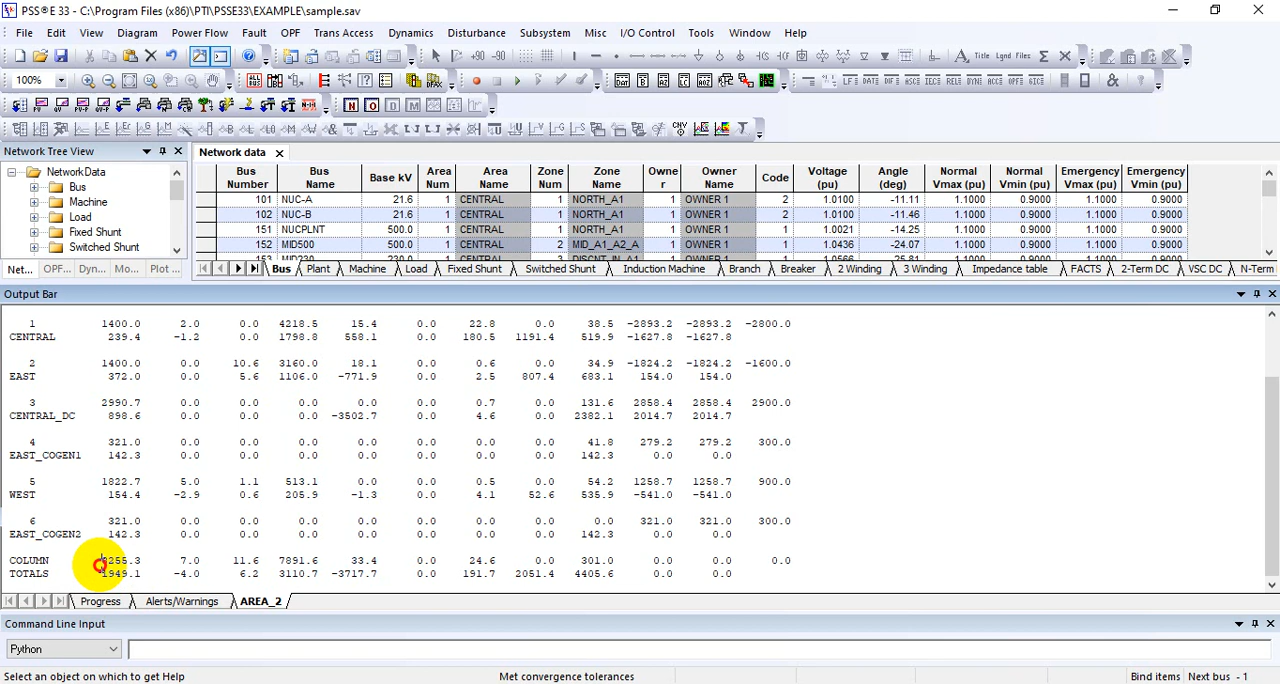 PSS®E 33 - C:\Program Files (x86)\PTI\PSSE33\EXAMPLE\sample.sav
File Edit View Diagram Power Flow Fault OPF Trans Access Dynamics Disturbance Subsystem Misc I/O Control Tools Window Help
100%
Network Tree View
Network data
NetworkData
Bus
Machine
Load
Fixed Shunt
Switched Shunt
Net... OPF... Dyn... Mo... Plot ...
Bus Number Bus Name Base kV Area Num Area Name Zone Num Zone Name Owne r Owner Name Code Voltage (pu) Angle (deg) Normal Vmax (pu) Normal Vmin (pu) Emergency Vmax (pu) Emergency Vmin (pu)
101 NUC-A 21.6 1 CENTRAL 1 NORTH_A1 1 OWNER 1 2 1.0100 -11.11 1.1000 0.9000 1.1000 0.9000
102 NUC-B 21.6 1 CENTRAL 1 NORTH_A1 1 OWNER 1 2 1.0100 -11.46 1.1000 0.9000 1.1000 0.9000
151 NUCPLNT 500.0 1 CENTRAL 1 NORTH_A1 1 OWNER 1 1 1.0021 -14.25 1.1000 0.9000 1.1000 0.9000
152 MID500 500.0 1 CENTRAL 2 MID_A1_A2_A 1 OWNER 1 1 1.0436 -24.07 1.1000 0.9000 1.1000 0.9000
153 MID230 230.0 1 CENTRAL 3 DISCNT_IN_A1 1 OWNER 1 1 1.0566 -25.81 1.1000 0.9000 1.1000 0.9000
Bus Plant Machine Load Fixed Shunt Switched Shunt Induction Machine Branch Breaker 2 Winding 3 Winding Impedance table FACTS 2-Term DC VSC DC N-Term
Output Bar
1 1400.0 2.0 0.0 4218.5 15.4 0.0 22.8 0.0 38.5 -2893.2 -2893.2 -2800.0
CENTRAL 239.4 -1.2 0.0 1798.8 558.1 0.0 180.5 1191.4 519.9 -1627.8 -1627.8
2 1400.0 0.0 10.6 3160.0 18.1 0.0 0.6 0.0 34.9 -1824.2 -1824.2 -1600.0
EAST 372.0 0.0 5.6 1106.0 -771.9 0.0 2.5 807.4 683.1 154.0 154.0
3 2990.7 0.0 0.0 0.0 0.0 0.0 0.7 0.0 131.6 2858.4 2858.4 2900.0
CENTRAL_DC 898.6 0.0 0.0 0.0 -3502.7 0.0 4.6 0.0 2382.1 2014.7 2014.7
4 321.0 0.0 0.0 0.0 0.0 0.0 0.0 0.0 41.8 279.2 279.2 300.0
EAST_COGEN1 142.3 0.0 0.0 0.0 0.0 0.0 0.0 0.0 142.3 0.0 0.0
5 1822.7 5.0 1.1 513.1 0.0 0.0 0.5 0.0 54.2 1258.7 1258.7 900.0
WEST 154.4 -2.9 0.6 205.9 -1.3 0.0 4.1 52.6 535.9 -541.0 -541.0
6 321.0 0.0 0.0 0.0 0.0 0.0 0.0 0.0 0.0 321.0 321.0 300.0
EAST_COGEN2 142.3 0.0 0.0 0.0 0.0 0.0 0.0 0.0 142.3 0.0 0.0
COLUMN 8255.3 7.0 11.6 7891.6 33.4 0.0 24.6 0.0 301.0 0.0 0.0 0.0
TOTALS 1949.1 -4.0 6.2 3110.7 -3717.7 0.0 191.7 2051.4 4405.6 0.0 0.0
Progress Alerts/Warnings AREA_2
Command Line Input
Python
Select an object on which to get Help Met convergence tolerances Bind items Next bus - 1